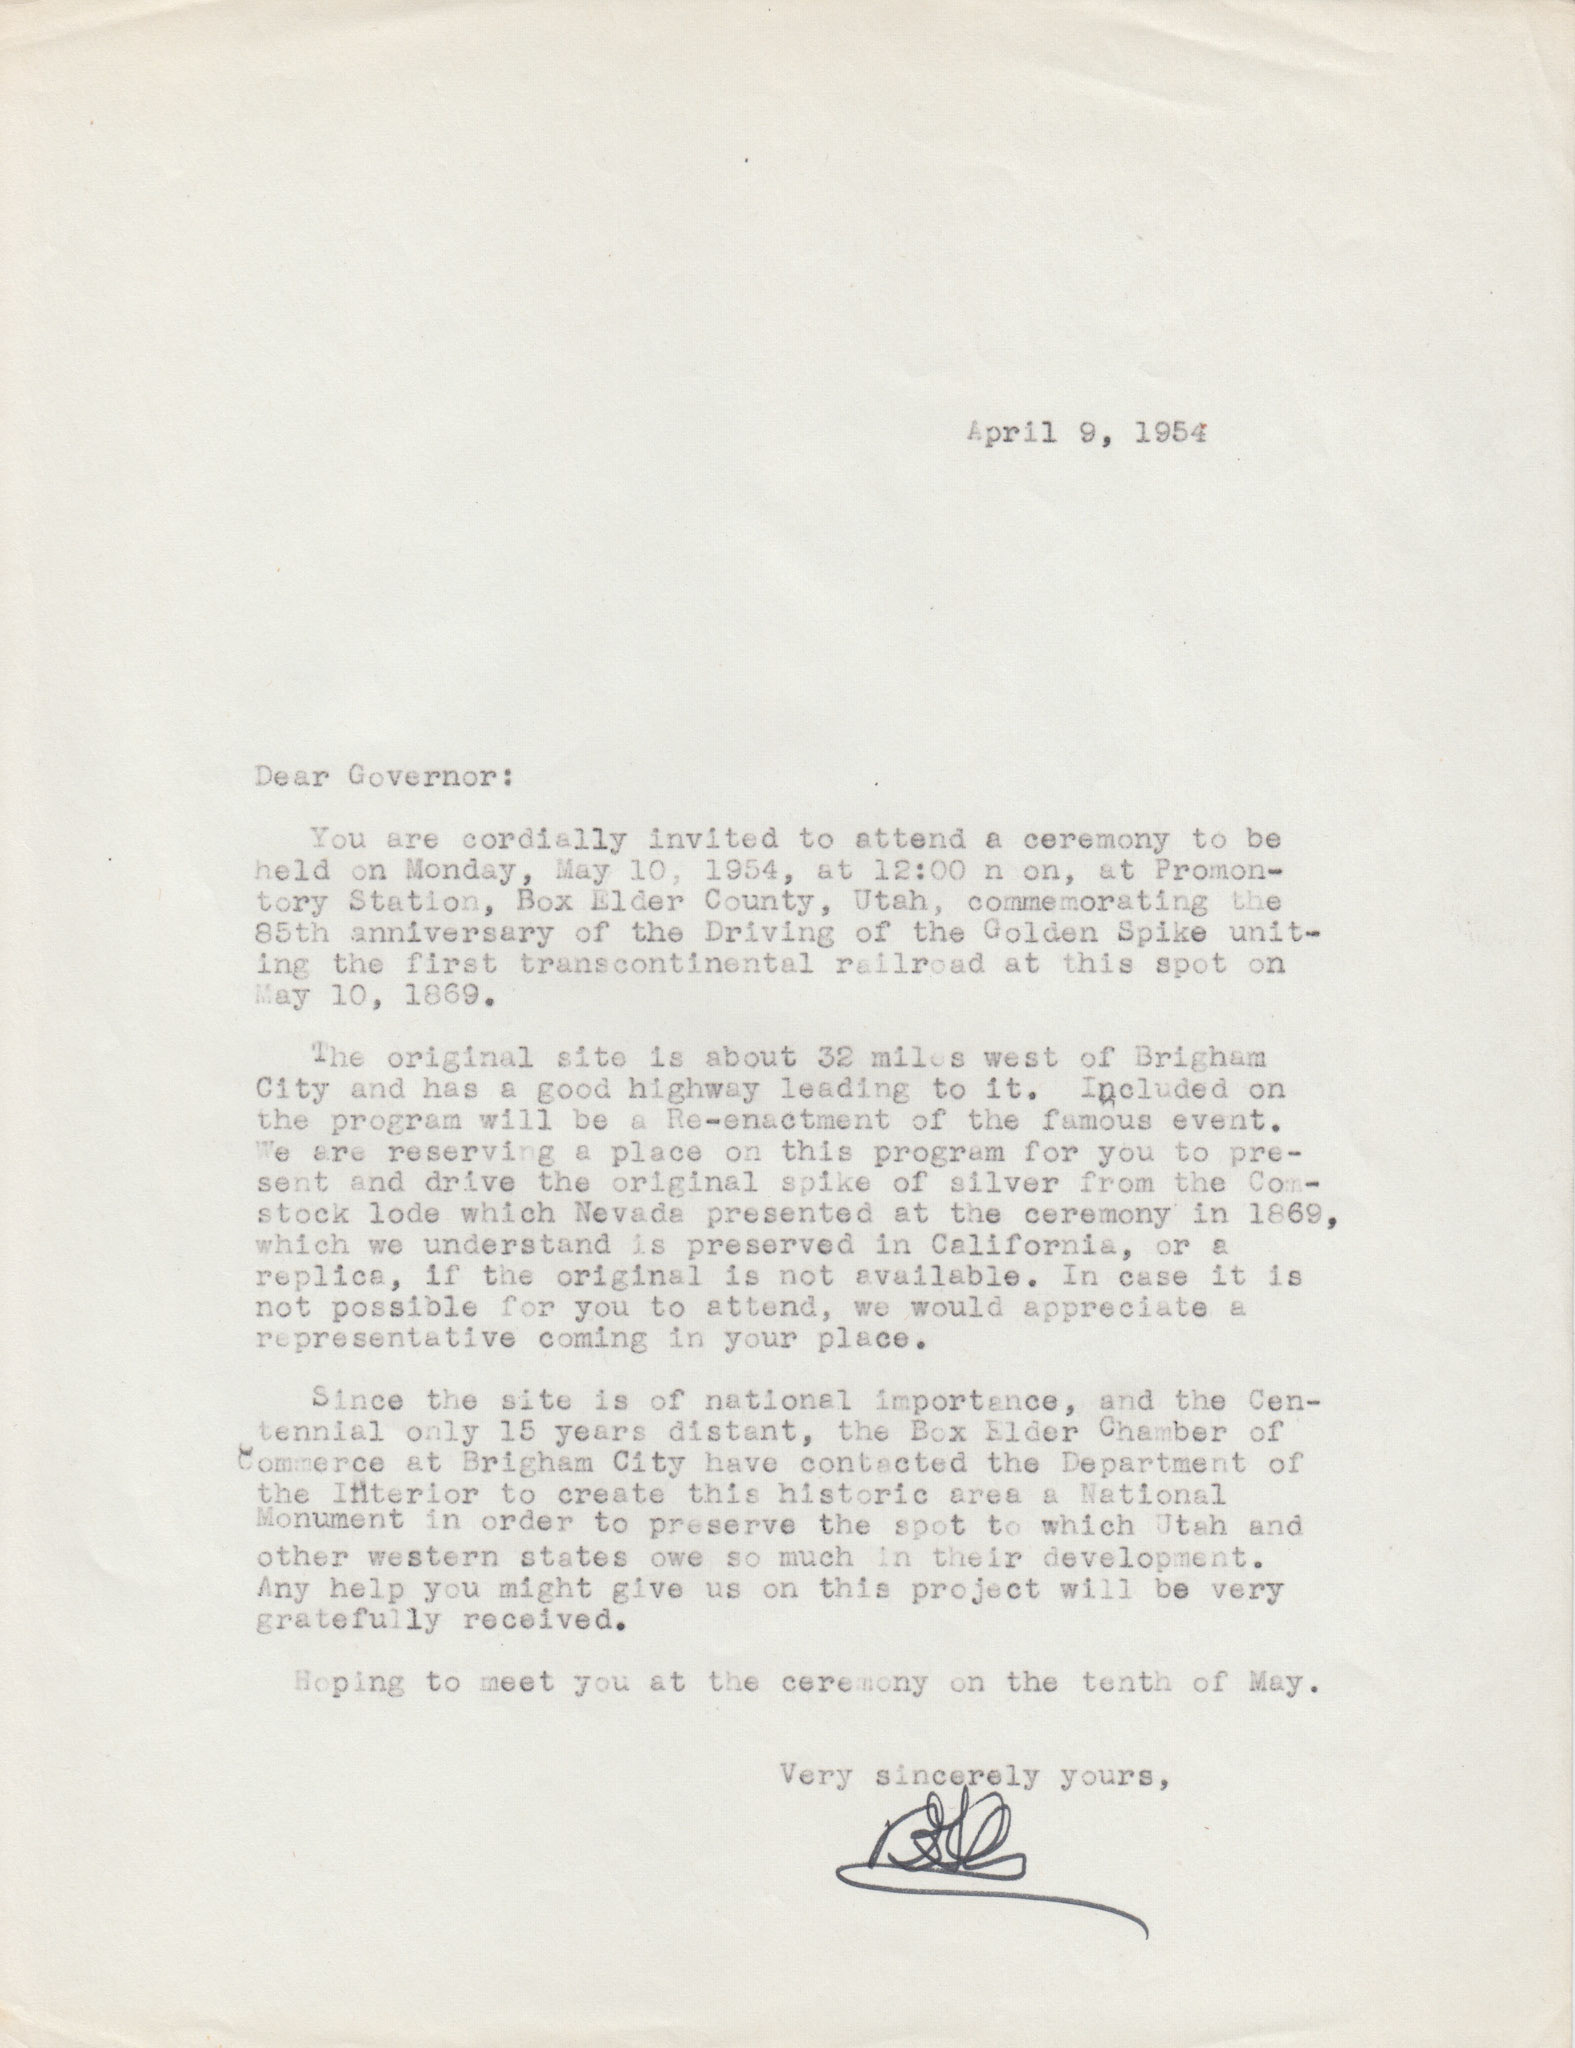 April 9, 1954
Dear Governor:
You are cordially invited to attend a ceremony to be
held on Monday, May 10, 1954, at 12:00 n on, at Promon-
tory Station, Box Elder County, Utah, commemorating the
85th anniversary of the Driving of the Golden Spike unit-
ing the first transcontinental railroad at this spot on
May 10, 1869.
The original site is about 32 miles west of Brigham
City and has a good highway leading to it. Included on
the program will be a Re-enactment of the famous event.
We are reserving a place on this program for you to pre-
sent and drive the original spike of silver from the Com-
stock lode which Nevada presented at the ceremony in 1869,
which we understand is preserved in California, or a
replica, if the original is not available. In case it is
not possible for you to attend, we would appreciate a
representative coming in your place.
Since the site is of national importance, and the Cen-
tennial only 15 years distant, the Box Elder Chamber of
Commerce at Brigham City have contacted the Department of
the Interior to create this historic area a National
Monument in order to preserve the spot to which Utah and
other western states owe so much in their development.
Any help you might give us on this project will be very
gratefully received.
Hoping to meet you at the ceremony on the tenth of May.
Very sincerely yours,